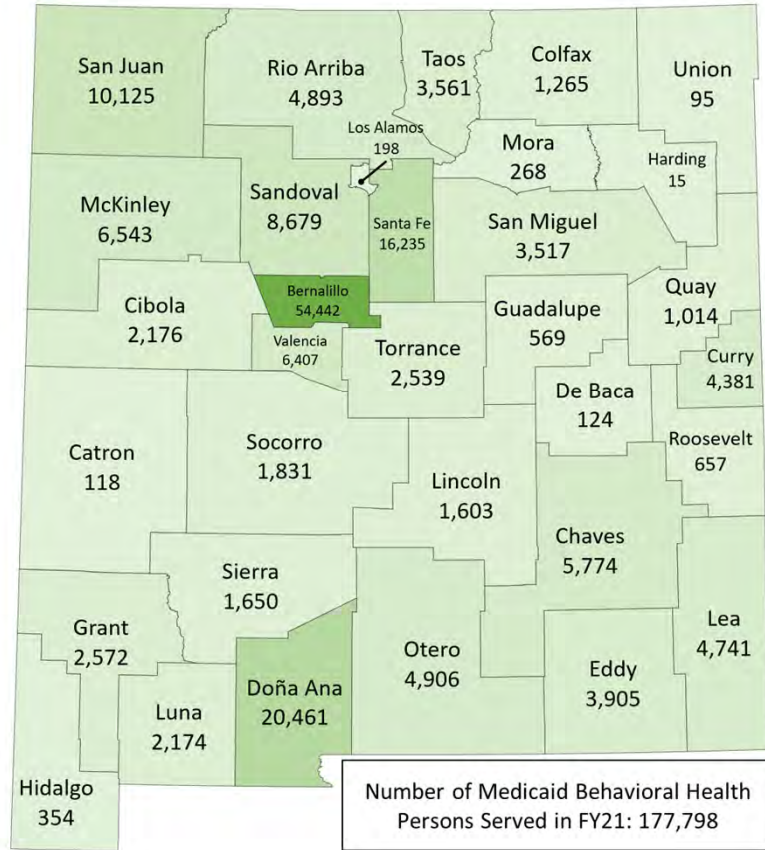 San Juan
10,125
Rio Arriba
4,893
Taos
3,561
Colfax
1,265
Union
95
Los Alamos
198
Mora
268
Harding
15
McKinley
6,543
Sandoval
8,679
Santa Fe
16,235
San Miguel
3,517
Cibola
2,176
Bernalillo
54,442
Valencia
6,407
Torrance
2,539
Guadalupe
569
Quay
1,014
Curry
4,381
De Baca
124
Roosevelt
657
Catron
118
Socorro
1,831
Lincoln
1,603
Chaves
5,774
Sierra
1,650
Grant
2,572
Lea
4,741
Otero
4,906
Eddy
3,905
Doña Ana
20,461
Luna
2,174
Hidalgo
354
Number of Medicaid Behavioral Health
Persons Served in FY21: 177,798